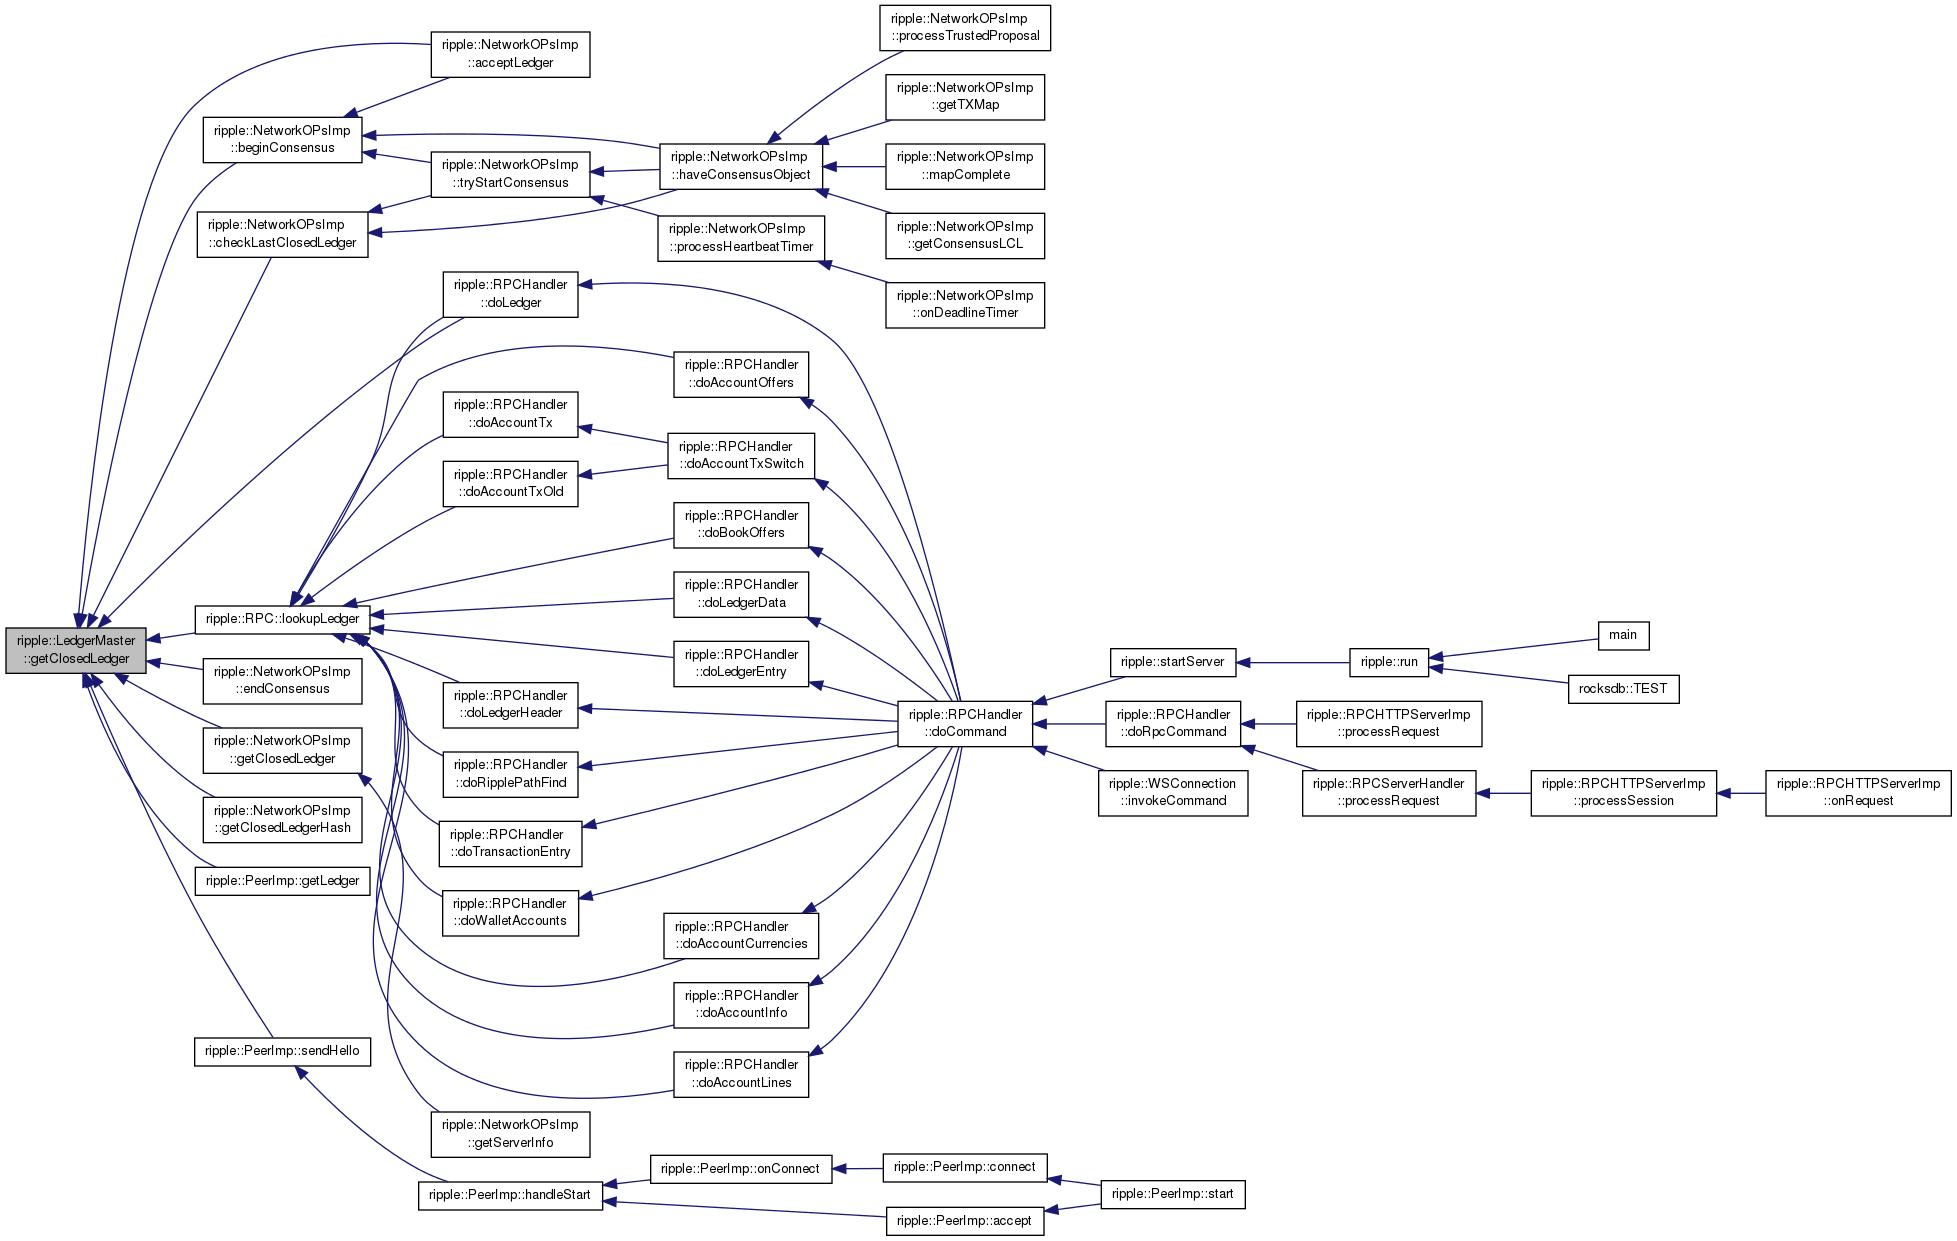 ripple::NetworkOPsImp
::processTrustedProposal
ripple::NetworkOPsImp
::acceptLedger
ripple::NetworkOPsImp
::getTXMap
ripple::NetworkOPsImp
::beginConsensus
ripple::NetworkOPsImp
::tryStartConsensus
ripple::NetworkOPsImp
::haveConsensusObject
ripple::NetworkOPsImp
::mapComplete
ripple::NetworkOPsImp
::checkLastClosedLedger
ripple::NetworkOPsImp
::processHeartbeatTimer
ripple::NetworkOPsImp
::getConsensusLCL
ripple::RPCHandler
::doLedger
ripple::NetworkOPsImp
::onDeadlineTimer
ripple::RPCHandler
::doAccountOffers
ripple::RPCHandler
::doAccountTx
ripple::RPCHandler
::doAccountTxSwitch
ripple::RPCHandler
::doAccountTxOld
ripple::RPCHandler
::doBookOffers
ripple::RPCHandler
::doLedgerData
ripple::RPC::lookupLedger
ripple::LedgerMaster
::getClosedLedger
ripple::RPCHandler
::doLedgerEntry
ripple::NetworkOPsImp
::endConsensus
ripple::RPCHandler
::doLedgerHeader
ripple::NetworkOPsImp
::getClosedLedger
ripple::RPCHandler
::doRipplePathFind
ripple::NetworkOPsImp
::getClosedLedgerHash
ripple::RPCHandler
::doTransactionEntry
ripple::PeerImp::getLedger
ripple::RPCHandler
::doWalletAccounts
ripple::RPCHandler
::doAccountCurrencies
ripple::RPCHandler
::doAccountInfo
ripple::RPCHandler
::doAccountLines
ripple::RPCHandler
::doCommand
ripple::startServer
ripple::run
main
rocksdb::TEST
ripple::RPCHandler
::doRpcCommand
ripple::RPCHTTPServerImp
::processRequest
ripple::WSConnection
::invokeCommand
ripple::RPCServerHandler
::processRequest
ripple::RPCHTTPServerImp
::processSession
ripple::RPCHTTPServerImp
::onRequest
ripple::PeerImp::sendHello
ripple::NetworkOPsImp
::getServerInfo
ripple::PeerImp::handleStart
ripple::PeerImp::onConnect
ripple::PeerImp::connect
ripple::PeerImp::accept
ripple::PeerImp::start